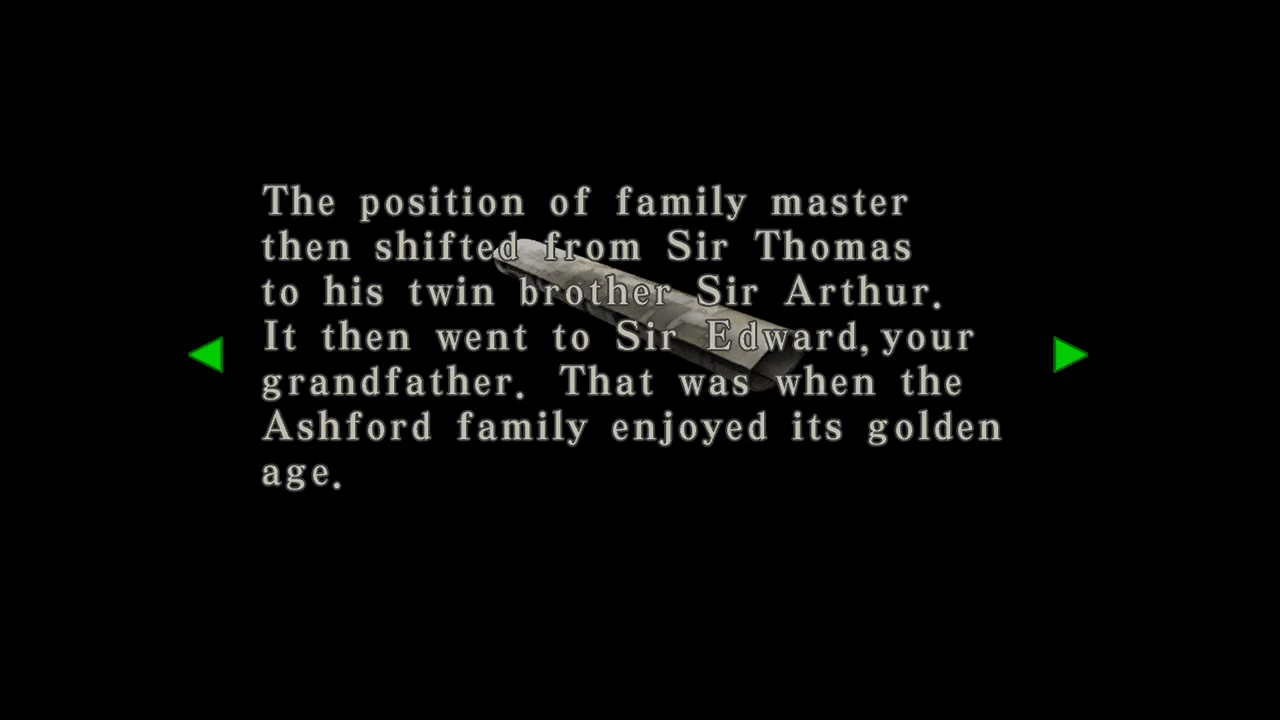 The position of family master
then shifted from Sir Thomas
to his twin brother Sir Arthur.
It then went to Sir Edward, your
grandfather. That was when the
Ashford family enjoyed its golden
age.